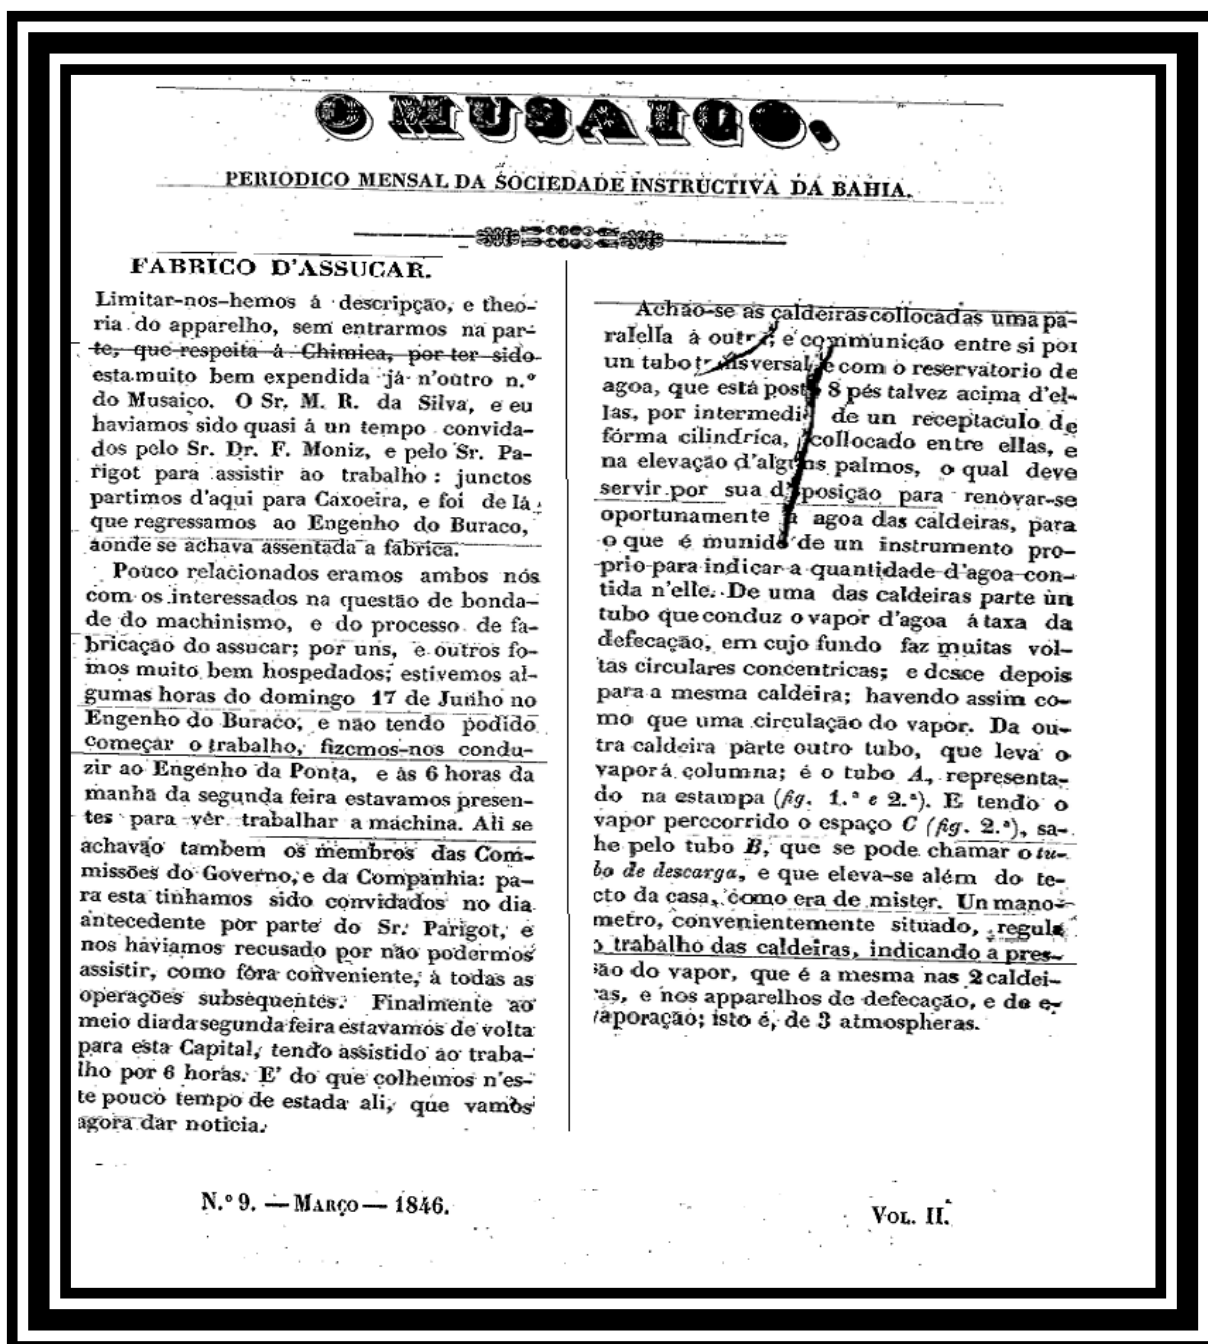 O MUSAICO.
PERIODICO MENSAL DA SOCIEDADE INSTRUCTIVA DA BAHIA.
FABRICO D'ASSUCAR.
Limitar-nos-hemos á descripção, e theo-
ria do apparelho, sem entrarmos na par-
te, que respeita á Chimica, por ter sido
esta muito bem expendida já n'outro n.º
do Musaico. O Sr. M. R. da Silva, e eu
haviamos sido quasi á un tempo convida-
dos pelo Sr. Dr. F. Moniz, e pelo Sr. Pa-
rigot para assistir ao trabalho: junctos
partimos d'aqui para Caxoeira, e foi de lá
que regressamos ao Engenho do Buraco,
aonde se achava assentada a fabrica.
Pouco relacionados eramos ambos nós
com os interessados na questão de bonda-
de do machinismo, e do processo de fa-
bricação do assucar; por uns, e outros fo-
mos muito bem hospedados; estivemos al-
gumas horas do domingo 17 de Junho no
Engenho do Buraco, e não tendo podido
começar o trabalho, fizemos-nos condu-
zir ao Engenho da Ponta, e ás 6 horas da
manhã da segunda feira estavamos presen-
tes para vêr trabalhar a machina. Ali se
achavão tambem os membros das Com-
missões do Governo, e da Companhia: pa-
ra esta tinhamos sido convidados no dia
antecedente por parte do Sr. Parigot, e
nos haviamos recusado por não podermos
assistir, como fôra conveniente, á todas as
operações subsequentes. Finalmente ao
meio dia da segunda feira estavamos de volta
para esta Capital, tendo assistido ao traba-
lho por 6 horas. E' do que colhemos n'es-
te pouco tempo de estada ali, que vamos
agora dar noticia.
Achão-se as caldeiras collocadas uma pa-
ralella á outra, e communicão entre si por
un tubo transversal, e com o reservatorio de
agoa, que está posto 8 pés talvez acima d'el-
las, por intermedio de un receptaculo de
fórma cilindrica, collocado entre ellas, e
na elevação d'alguns palmos, o qual deve
servir por sua disposição para renovar-se
oportunamente a agoa das caldeiras, para
o que é munido de un instrumento pro-
prio para indicar a quantidade d'agoa con-
tida n'elle. De uma das caldeiras parte ùn
tubo que conduz o vapor d'agoa á taxa da
defecação, em cujo fundo faz muitas vol-
tas circulares concentricas; e desce depois
para a mesma caldeira; havendo assim co-
mo que uma circulação do vapor. Da ou-
tra caldeira parte outro tubo, que leva o
vapor á columna; é o tubo A, representa-
do na estampa (fig. 1.ª e 2.ª). E tendo o
vapor perccorrido o espaço C (fig. 2.ª), sa-
he pelo tubo B, que se pode chamar o tu-
bo de descarga, e que eleva-se além do te-
cto da casa, como era de mister. Un mano-
metro, convenientemente situado, regula
o trabalho das caldeiras, indicando a pres-
são do vapor, que é a mesma nas 2 caldei-
ras, e nos apparelhos de defecação, e de e-
vaporação; isto é, de 3 atmospheras.
N.º 9. — MARÇO — 1846.
VOL. II.